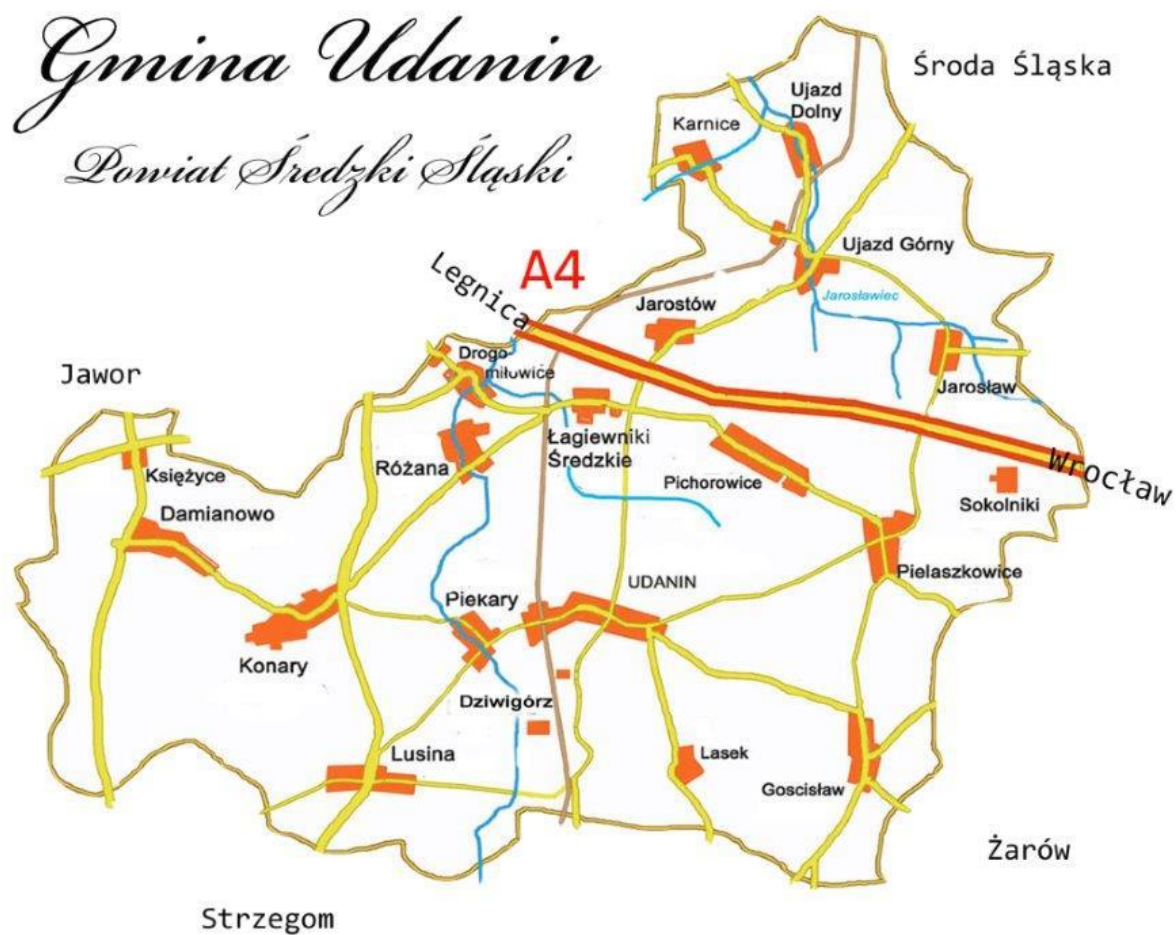 Gmina Udanin
Powiat Średzki Śląski
Środa Śląska
Ujazd
Dolny
Karnice
Ujazd Górny
Legnica
A4
Jarosławiec
Jarostów
Drogo
miłowice
Jawor
Jarosław
Łagiewniki
Średzkie
Różana
Księżyce
Pichorowice
Wrocław
Sokolniki
Damianowo
Pielaszkowice
UDANIN
Piekary
Konary
Dziwigórz
Lusina
Lasek
Goscisław
Żarów
Strzegom